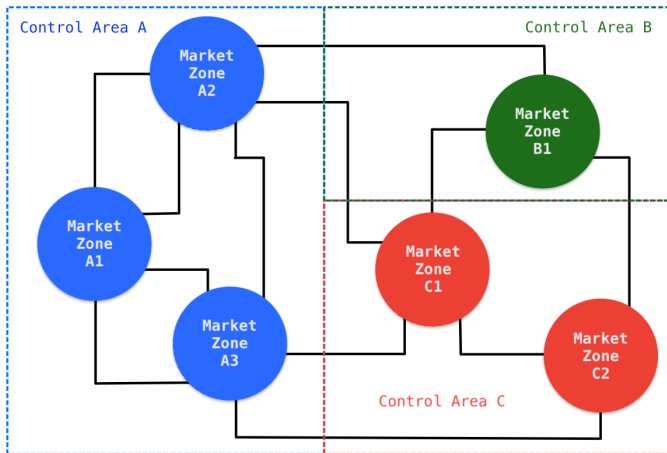 Control Area A
Control Area B
Market
Zone
A2
Market
Zone
B1
Market
Zone
A1
Market
Zone
C1
Market
Zone
A3
Market
Zone
C2
Control Area C